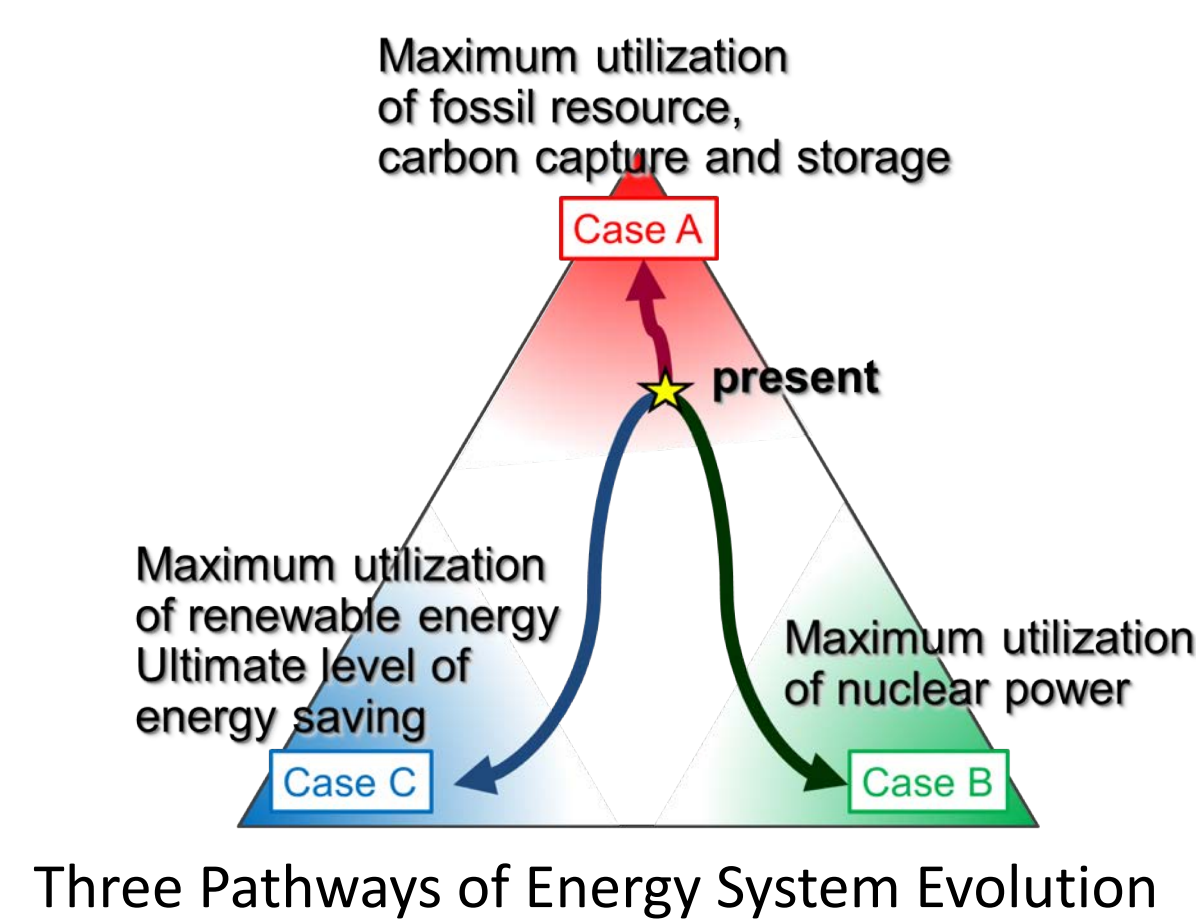 Maximum utilization
of fossil resource,
carbon capture and storage
Case A
present
Maximum utilization
of renewable energy
Ultimate level of
energy saving
Case C
Maximum utilization
of nuclear power
Case B
Three Pathways of Energy System Evolution